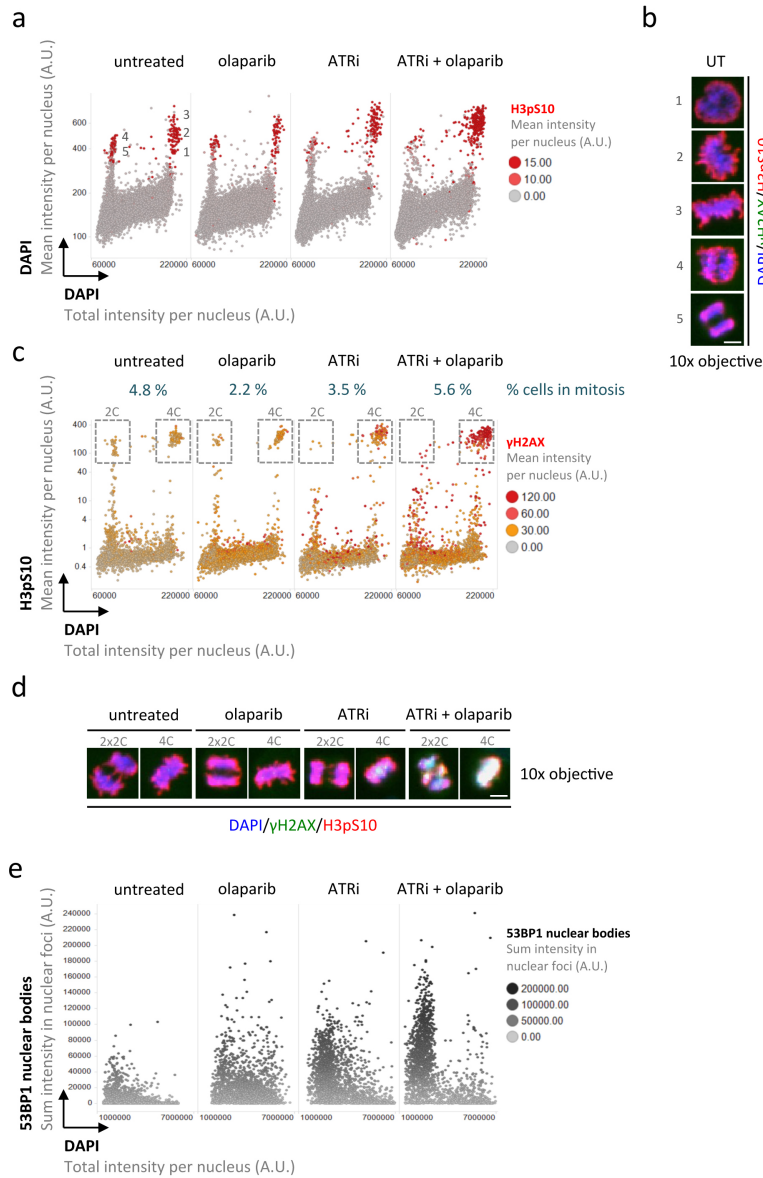 a
untreated
olaparib
ATRi
ATRi + olaparib
DAPI
Mean intensity per nucleus (A.U.)
600
400
200
100
4
5
3
2
1
60000
220000
60000
220000
60000
220000
60000
220000
DAPI
Total intensity per nucleus (A.U.)
H3pS10
Mean intensity
per nucleus (A.U.)
15.00
10.00
0.00
b
UT
1
2
3
4
5
DAPI/γH2AX/H3pS10
10x objective
c
untreated
olaparib
ATRi
ATRi + olaparib
4.8 %
2.2 %
3.5 %
5.6 %
% cells in mitosis
2C
4C
2C
4C
2C
4C
2C
4C
H3pS10
Mean intensity per nucleus (A.U.)
400
100
40
10
4
1
0.4
60000
220000
60000
220000
60000
220000
60000
220000
DAPI
Total intensity per nucleus (A.U.)
γH2AX
Mean intensity
per nucleus (A.U.)
120.00
60.00
30.00
0.00
d
untreated
olaparib
ATRi
ATRi + olaparib
2x2C
4C
2x2C
4C
2x2C
4C
2x2C
4C
10x objective
DAPI/γH2AX/H3pS10
e
untreated
olaparib
ATRi
ATRi + olaparib
53BP1 nuclear bodies
Sum intensity in nuclear foci (A.U.)
240000
220000
200000
180000
160000
140000
120000
100000
80000
60000
40000
20000
0
1000000
7000000
1000000
7000000
1000000
7000000
1000000
7000000
DAPI
Total intensity per nucleus (A.U.)
53BP1 nuclear bodies
Sum intensity in
nuclear foci (A.U.)
200000.00
100000.00
50000.00
0.00